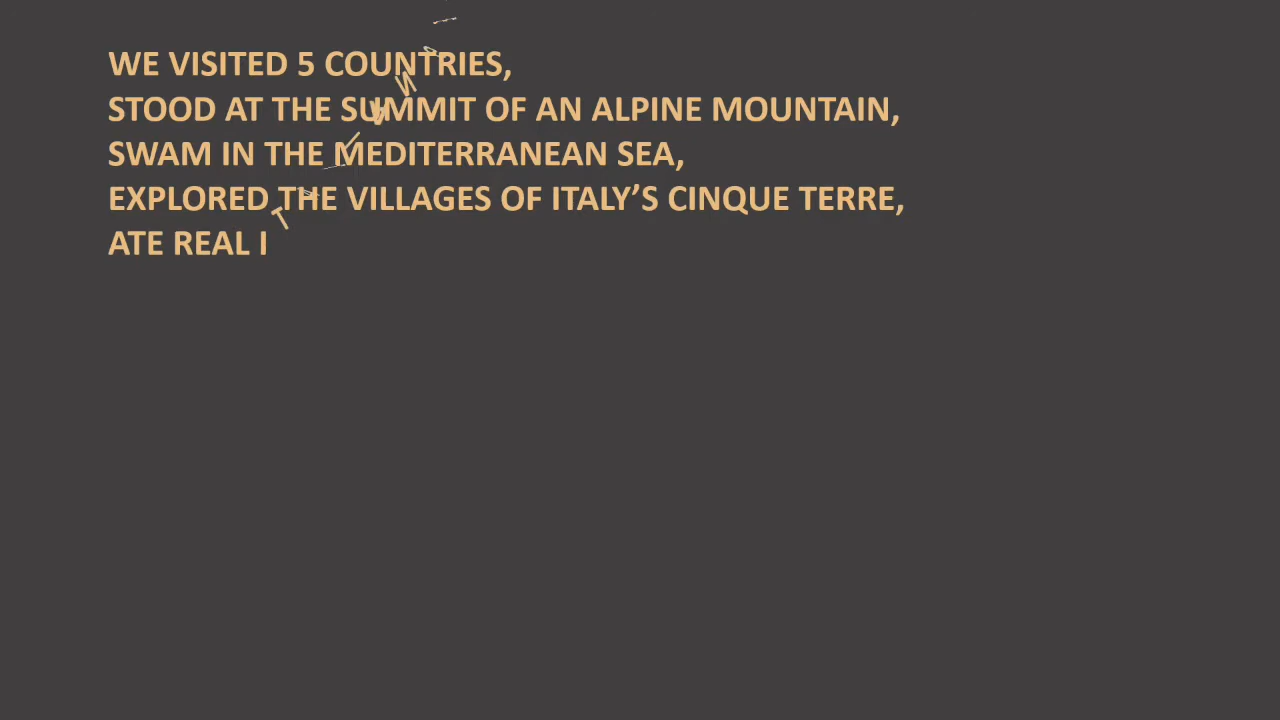 WE VISITED 5 COUNTRIES,
STOOD AT THE SUMMIT OF AN ALPINE MOUNTAIN,
SWAM IN THE MEDITERRANEAN SEA,
EXPLORED THE VILLAGES OF ITALY’S CINQUE TERRE,
ATE REAL I